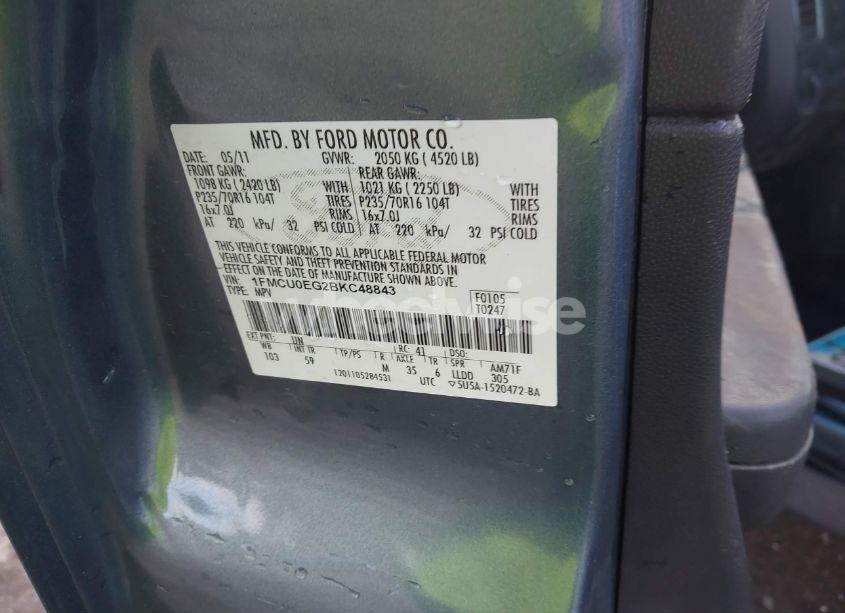 MFD. BY FORD MOTOR CO.
DATE: 05/11 GVWR: 2050 KG ( 4520 LB)
FRONT GAWR: REAR GAWR:
1098 KG ( 2420 LB) WITH 1021 KG ( 2250 LB) WITH
P235/70R16 104T TIRES P235/70R16 104T TIRES
16x7.0J RIMS 16x7.0J RIMS
AT 220 kPa/ 32 PSI COLD AT 220 kPa/ 32 PSI COLD
THIS VEHICLE CONFORMS TO ALL APPLICABLE FEDERAL MOTOR
VEHICLE SAFETY AND THEFT PREVENTION STANDARDS IN
EFFECT ON THE DATE OF MANUFACTURE SHOWN ABOVE.
VIN: 1FMCU0EG2BKC48843 F0105
TYPE: MPV T0247
wheelwise
EXT PNT: UN RC: 41 DSO:
WB INT TR TP/PS R AXLE TR SPR AM71F
103 59 M 35 6 LLDD 305
1201105284531 UTC ▽5U5A-1520472-BA